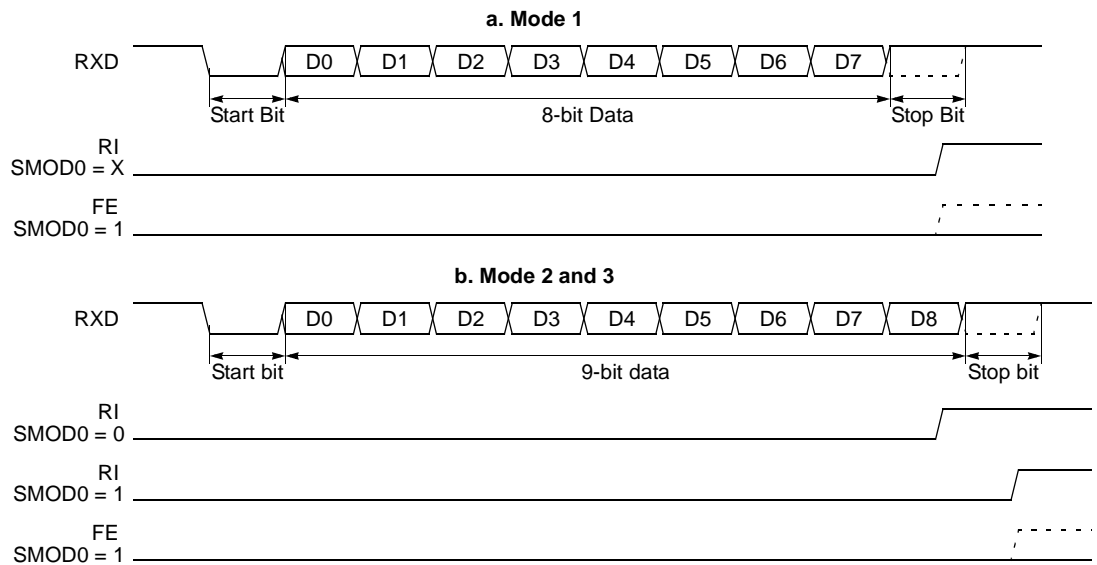 a. Mode 1
RXD D0 D1 D2 D3 D4 D5 D6 D7
Start Bit 8-bit Data Stop Bit
RI
SMOD0 = X
FE
SMOD0 = 1
b. Mode 2 and 3
RXD D0 D1 D2 D3 D4 D5 D6 D7 D8
Start bit 9-bit data Stop bit
RI
SMOD0 = 0
RI
SMOD0 = 1
FE
SMOD0 = 1